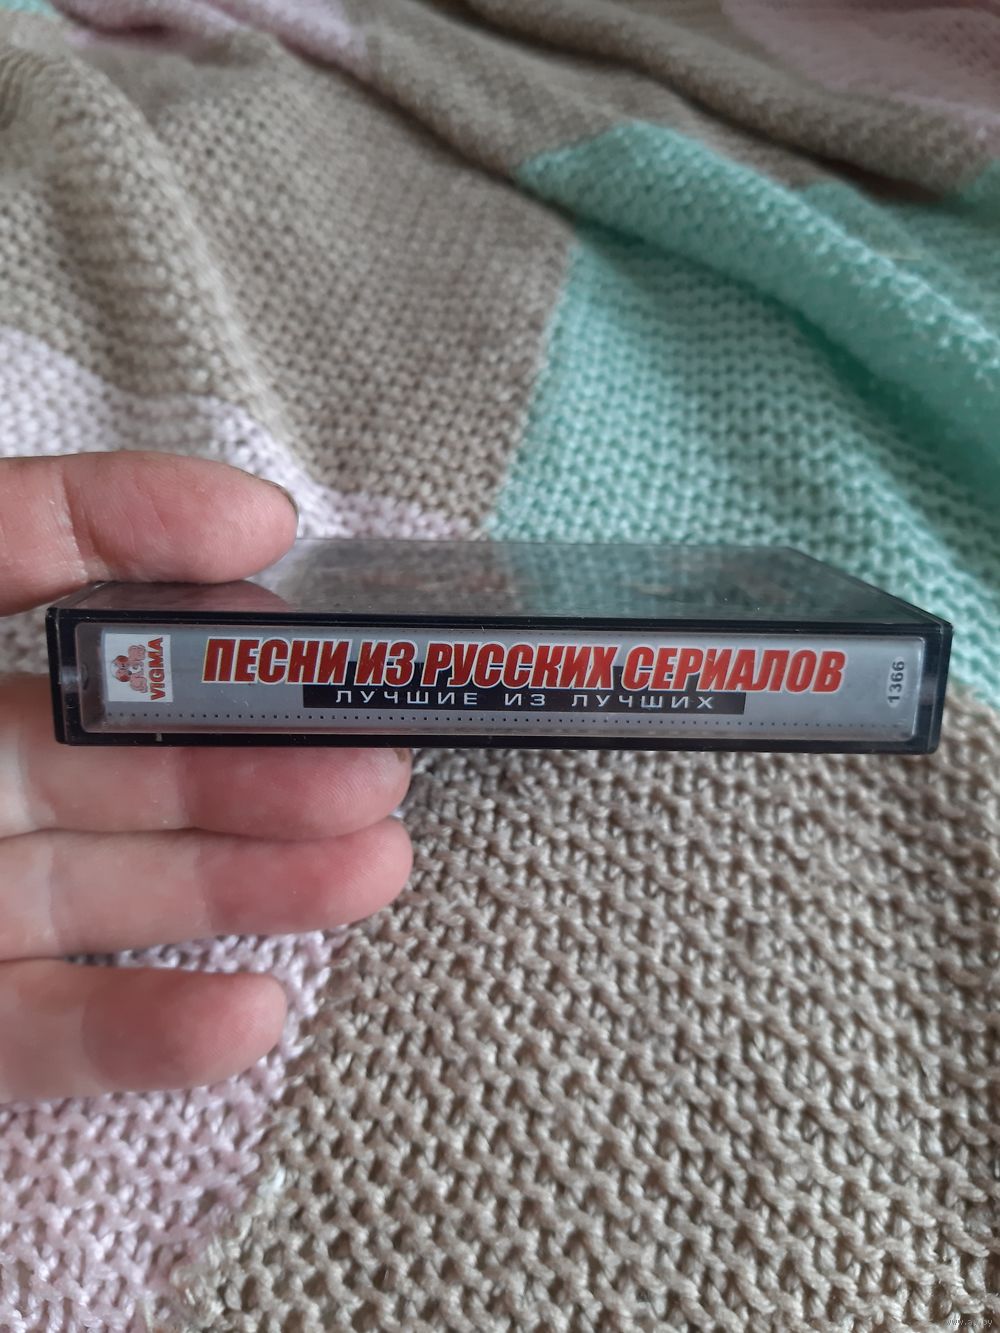 VIGMA
ПЕСНИ ИЗ РУССКИХ СЕРИАЛОВ
ЛУЧШИЕ ИЗ ЛУЧШИХ
1366